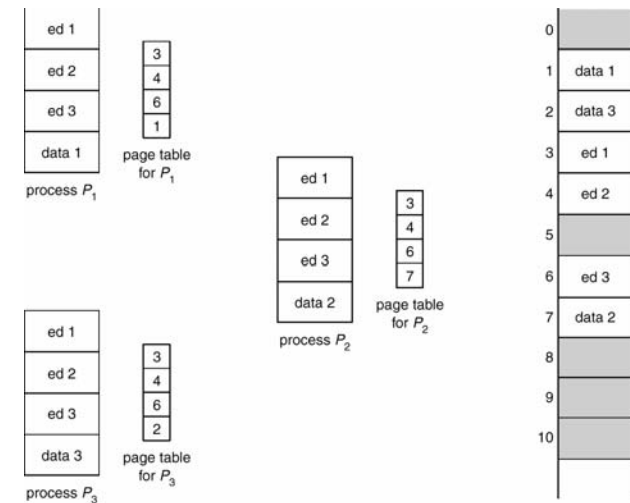 ed 1
ed 2
ed 3
data 1
process P1
3
4
6
1
page table
for P1
ed 1
ed 2
ed 3
data 2
process P2
3
4
6
7
page table
for P2
ed 1
ed 2
ed 3
data 3
process P3
3
4
6
2
page table
for P3
0
1 data 1
2 data 3
3 ed 1
4 ed 2
5
6 ed 3
7 data 2
8
9
10